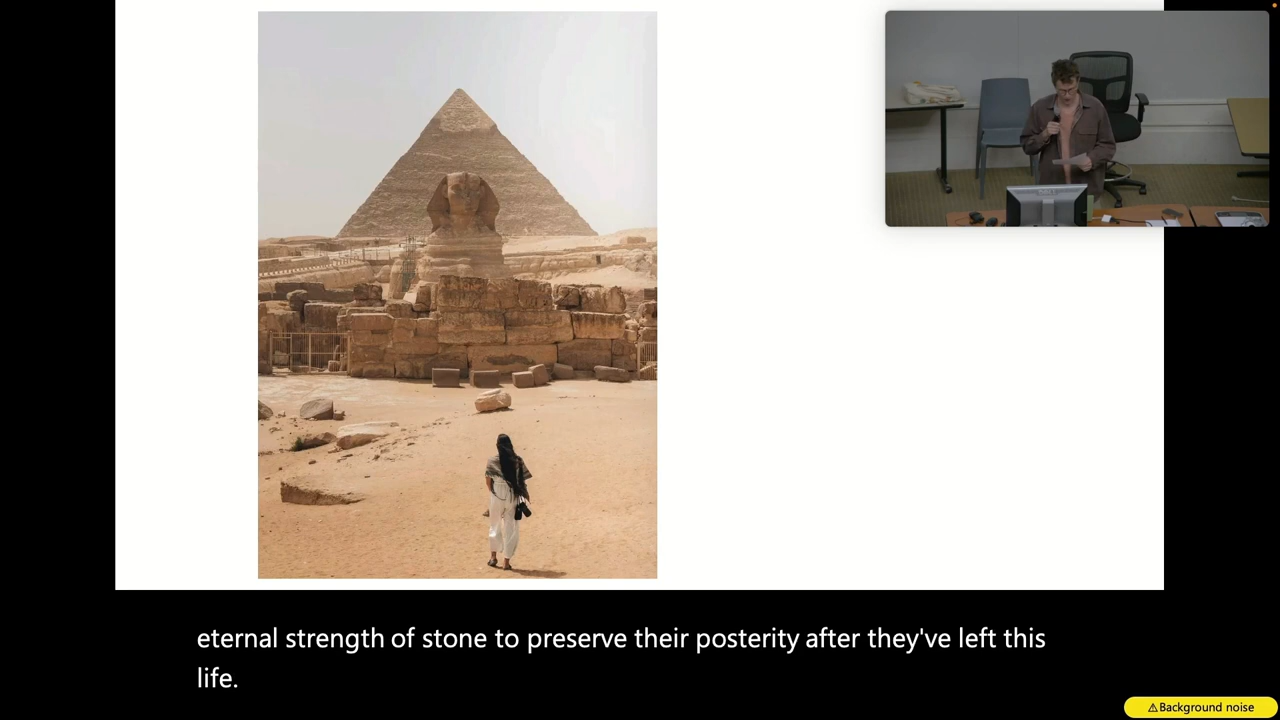 eternal strength of stone to preserve their posterity after they've left this
life.
⚠Background noise